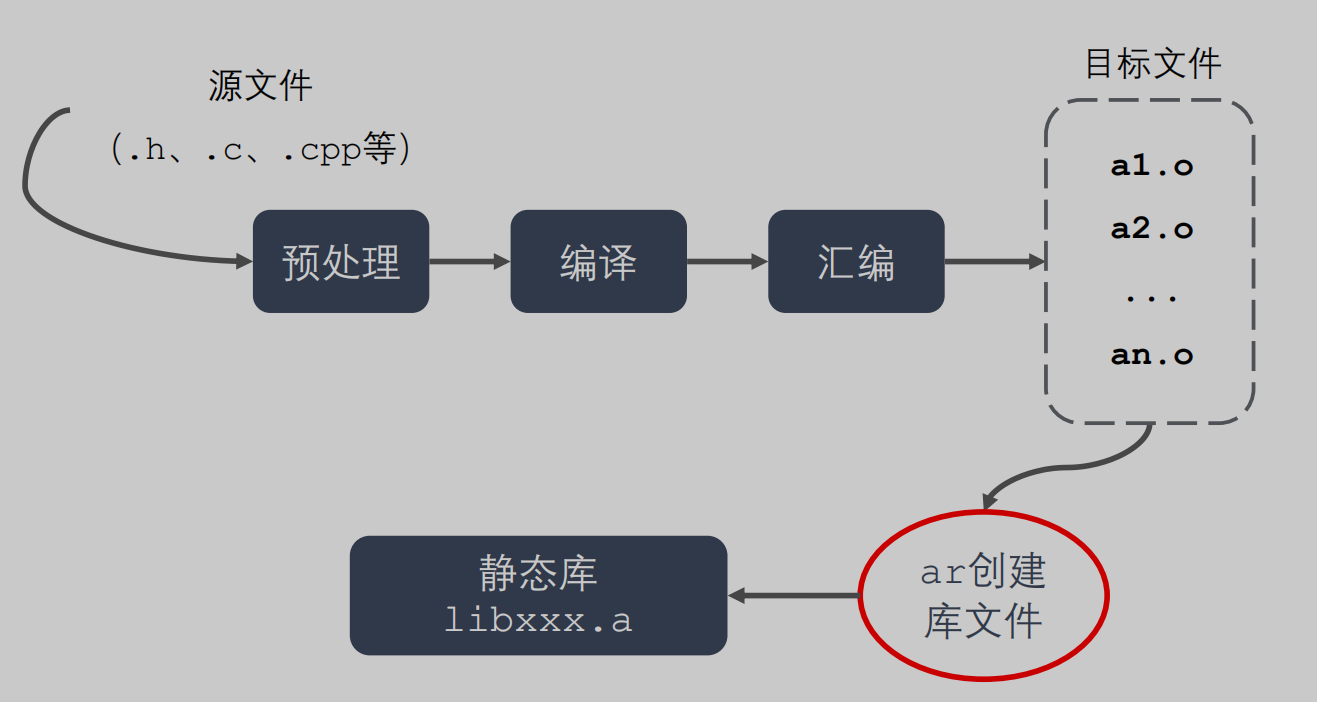 源文件
(.h、.c、.cpp等)
预处理
编译
汇编
目标文件
a1.o
a2.o
...
an.o
ar创建
库文件
静态库
libxxx.a